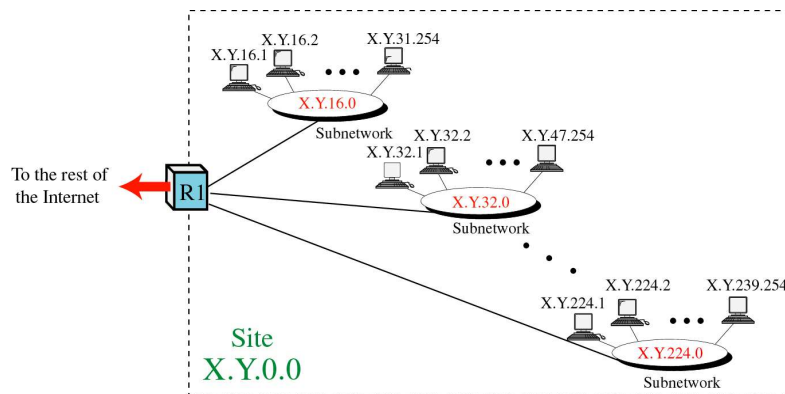 X.Y.16.1
X.Y.16.2
X.Y.31.254
X.Y.16.0
Subnetwork
X.Y.32.1
X.Y.32.2
X.Y.47.254
X.Y.32.0
Subnetwork
To the rest of
the Internet
R1
X.Y.224.1
X.Y.224.2
X.Y.239.254
X.Y.224.0
Subnetwork
Site
X.Y.0.0